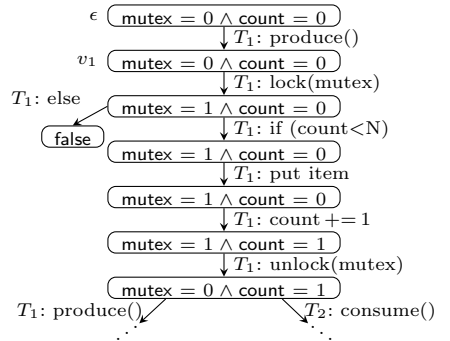 ϵ mutex = 0 ∧ count = 0
T₁: produce()
v₁ mutex = 0 ∧ count = 0
T₁: lock(mutex)
T₁: else mutex = 1 ∧ count = 0
T₁: if (count<N)
false
mutex = 1 ∧ count = 0
T₁: put item
mutex = 1 ∧ count = 0
T₁: count += 1
mutex = 1 ∧ count = 1
T₁: unlock(mutex)
mutex = 0 ∧ count = 1
T₁: produce() T₂: consume()
⋰ ⋱